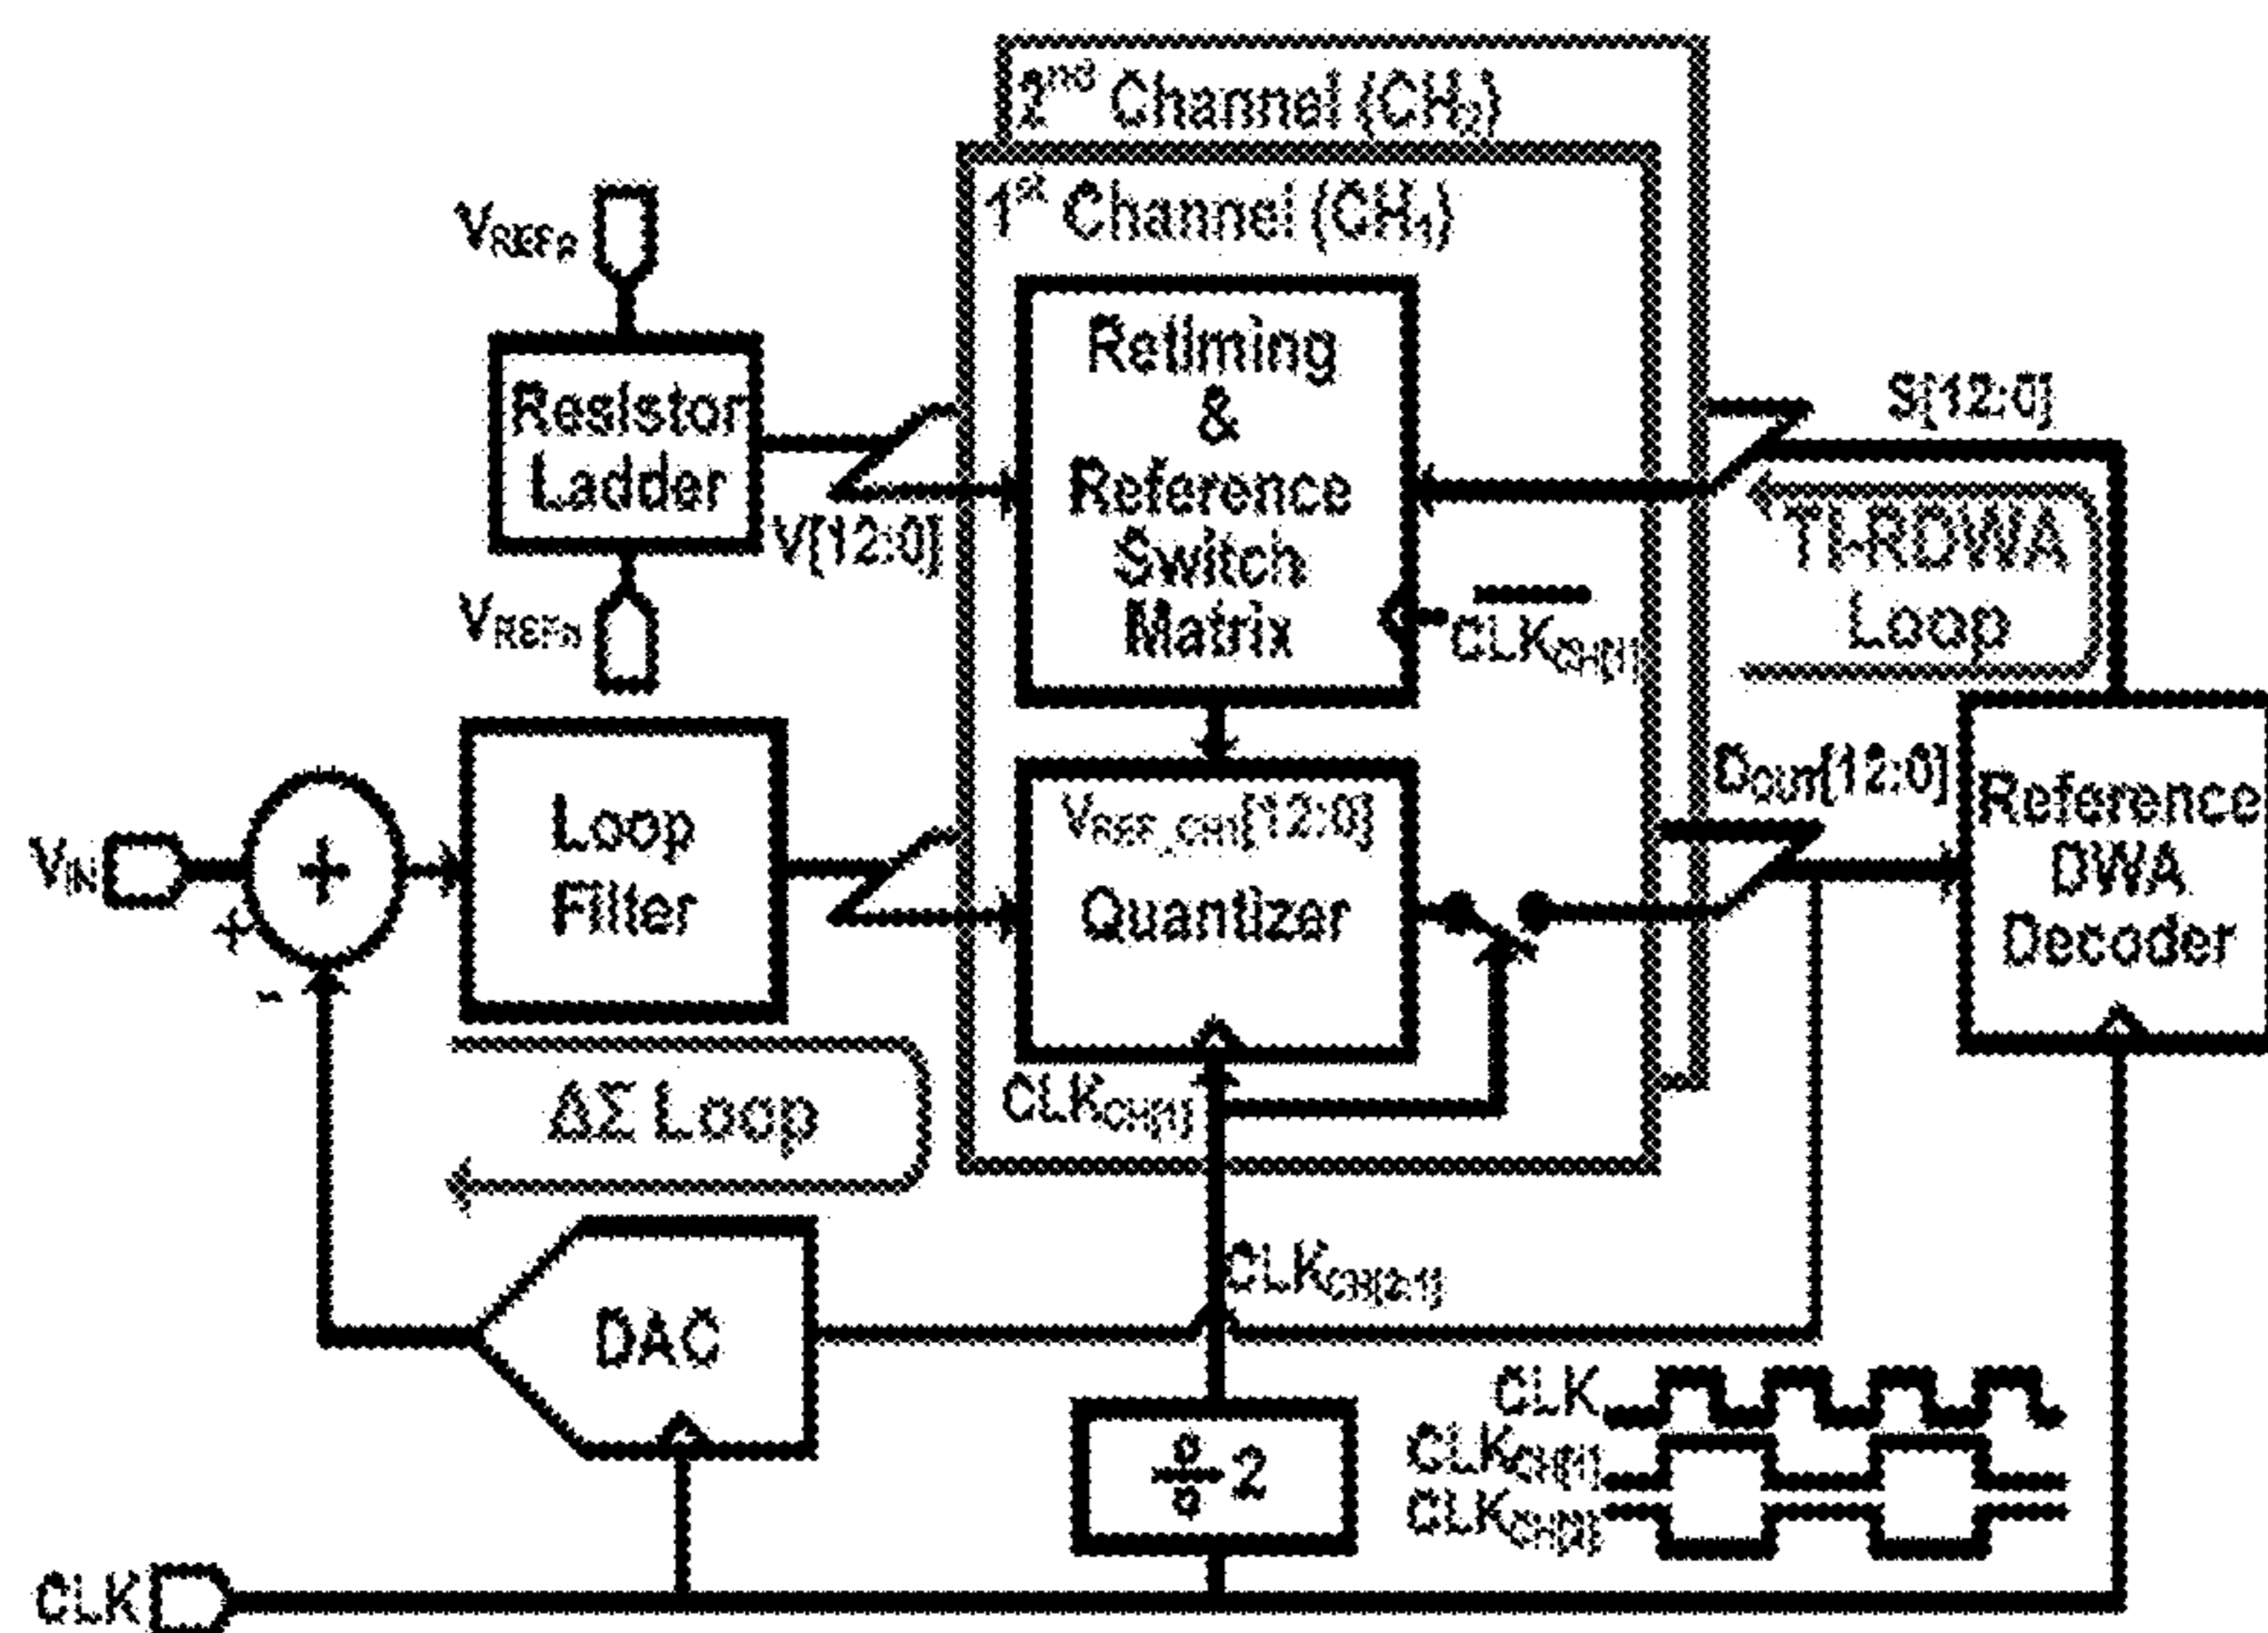 2nd Channel (CH2)
1st Channel (CH1)
VREFP
Resistor
Ladder
V[12:0]
VREFn
Retiming
&
Reference
Switch
Matrix
CLKCH[1]
S[12:0]
TI-RDWA
Loop
VIN
+
+
-
Loop
Filter
VREF_CH1[12:0]
Quantizer
DOUT[12:0]
Reference
DWA
Decoder
CLKCH[1]
ΔΣ Loop
CLKCH[2:1]
DAC
÷2
CLK
CLKCH[1]
CLKCH[2]
CLK